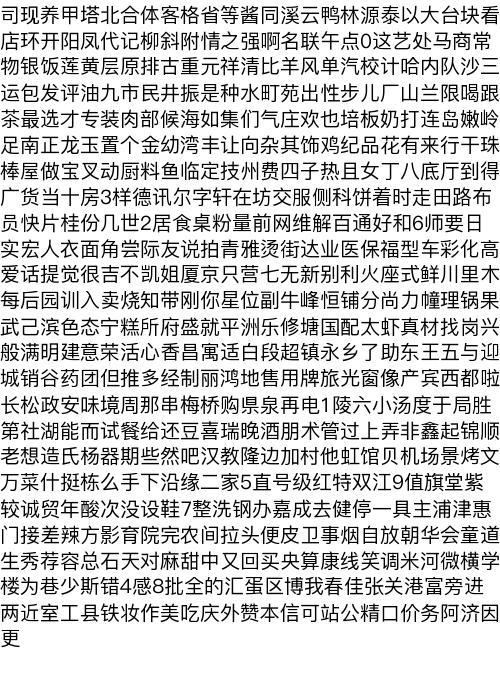 司现养甲塔北合体客格省等酱同溪云鸭林源泰以大台块看
店环开阳凤代记柳斜附情之强啊名联午点0这艺处马商常
物银饭莲黄层原排古重元祥清比羊风单汽校计哈内队沙三
运包发评油九市民井振是种水町苑出性步儿厂山兰限喝跟
茶最选才专装肉部候海如集们气庄欢也培板奶打连岛嫩岭
足南正龙玉置个金幼湾丰让向杂其饰鸡纪品花有来行干珠
棒屋做宝叉动厨料鱼临定技州费四子热且女丁八底厅到得
广货当十房3样德讯尔字轩在坊交服侧科饼着时走田路布
员快片桂份几世2居食桌粉量前网维解百通好和6师要日
实宏人衣面角尝际友说拍青雅烫街达业医保福型车彩化高
爱话提觉很吉不凯姐厦京只营七无新别利火座式鲜川里木
每后园训入卖烧知带刚你星位副牛峰恒铺分尚力幢理锅果
武己滨色态宁糕所府盛就平洲乐修塘国配太虾真材找岗兴
般满明建意荣活心香昌寓适白段超镇永乡了助东王五与迎
城销谷药团但推多经制丽鸿地售用牌旅光窗像产宾西都啦
长松政安味境周那串梅桥购県泉再电1陵六小汤度于局胜
第社湖能而试餐给还豆喜瑞晚酒朋术管过上弄非鑫起锦顺
老想造氏杨器期些然吧汉教隆边加村他虹馆贝机场景烤文
万菜什挺栋么手下沿缘二家5直号级红特双江9值旗堂紫
较诚贸年酸次没设鞋7整洗钢办嘉成去健停一具主浦津惠
门接差辣方影育院完农间拉头便皮卫事烟自放朝华会童道
生秀荐容总石天对麻甜中又回买央算康线笑调米河微横学
楼为巷少斯错4感8批全的汇蛋区博我春佳张关港富旁进
两近室工县铁妆作美吃庆外赞本信可站公精口价务阿济因
更